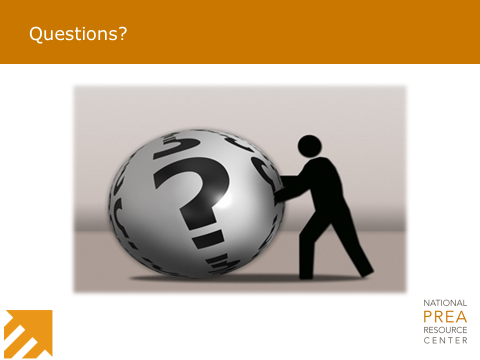 Questions?
?
NATIONAL
PREA
RESOURCE
CENTER